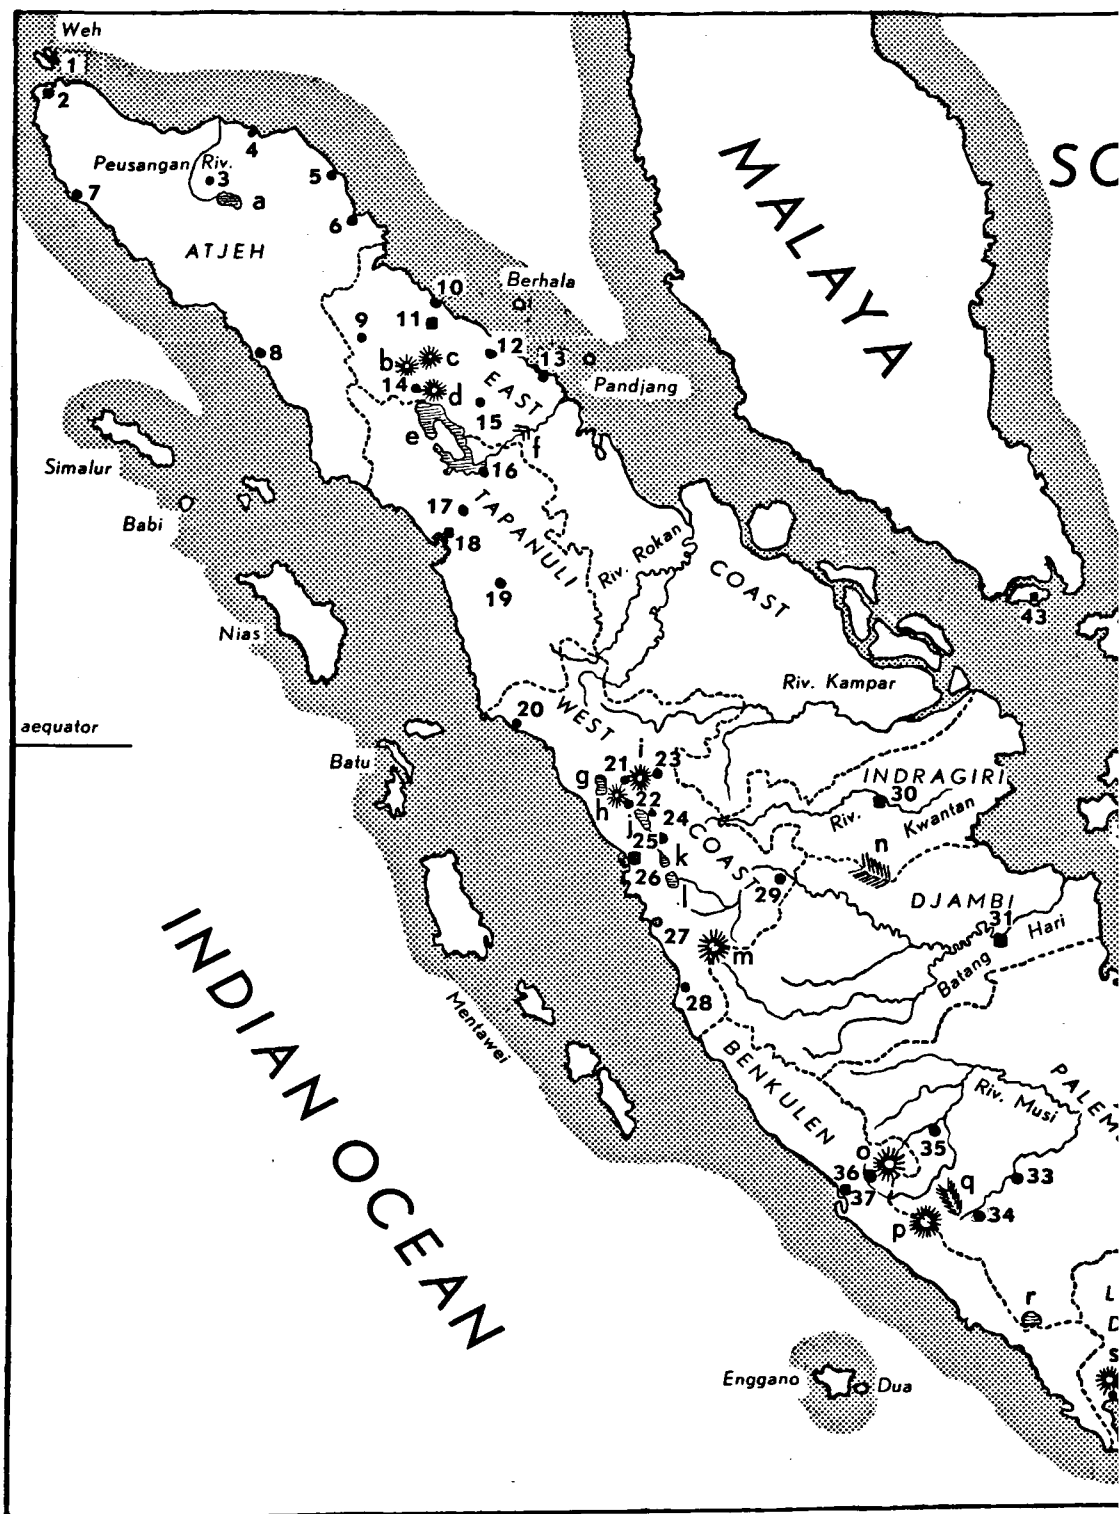 Weh
1
2
MALAYA
SC
4
Peusangan Riv.
3
5
7
a
6
ATJEH
10
Berhala
9
11
12
13
8
b
c
Pandjang
14
d
EAST
15
e
f
Simalur
16
Babi
17
TAPANULI
18
Riv. Rokan
COAST
19
43
Nias
Riv. Kampar
20
WEST
aequator
Batu
i
21
23
g
INDRAGIRI
h
22
30
Riv. Kwantan
j
24
COAST
n
25
k
26
29
l
DJAMBI
31
27
m
Batang Hari
INDIAN OCEAN
28
Mentawei
BENKULEN
PALEM
Riv. Musi
35
o
36
q
33
37
34
p
r
L
D
s
Enggano
Dua